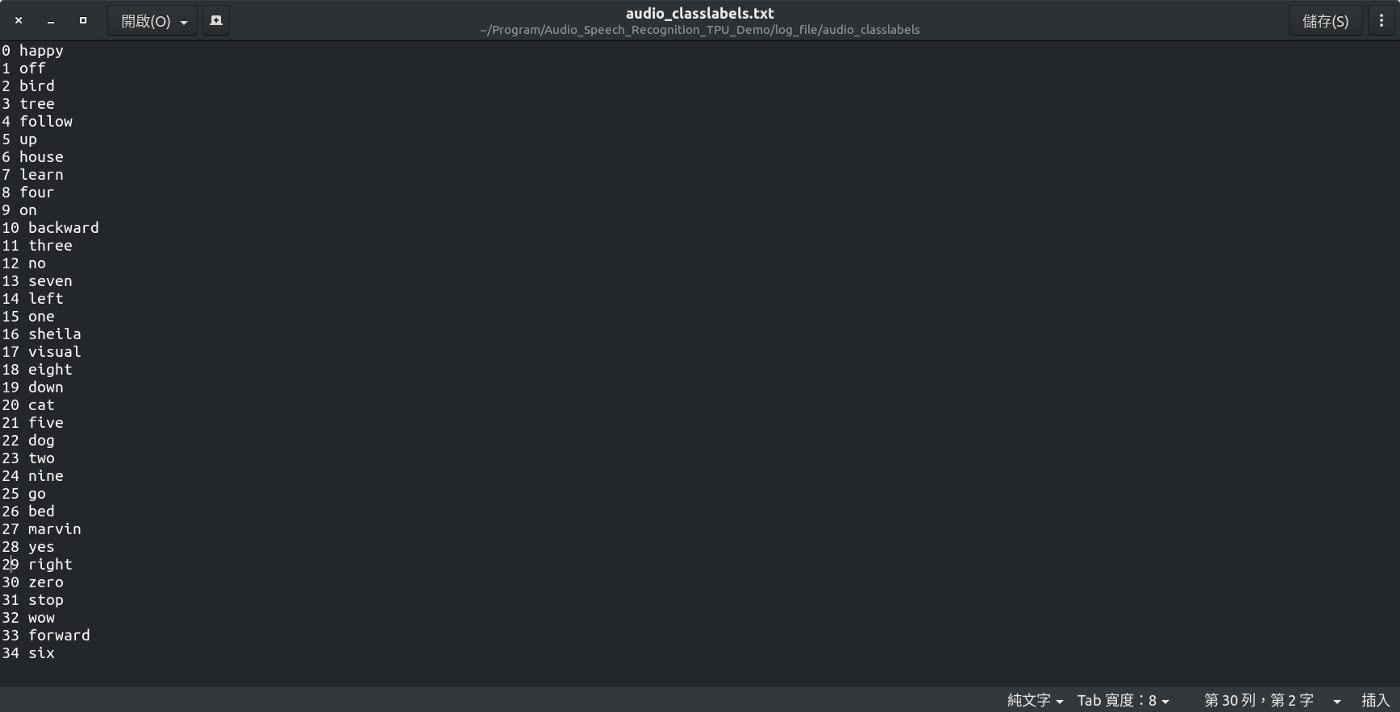 開啟(O)
audio_classlabels.txt
~/Program/Audio_Speech_Recognition_TPU_Demo/log_file/audio_classlabels
儲存(S)
0 happy
1 off
2 bird
3 tree
4 follow
5 up
6 house
7 learn
8 four
9 on
10 backward
11 three
12 no
13 seven
14 left
15 one
16 sheila
17 visual
18 eight
19 down
20 cat
21 five
22 dog
23 two
24 nine
25 go
26 bed
27 marvin
28 yes
29 right
30 zero
31 stop
32 wow
33 forward
34 six
純文字 Tab 寬度：8 第 30 列，第 2 字 插入